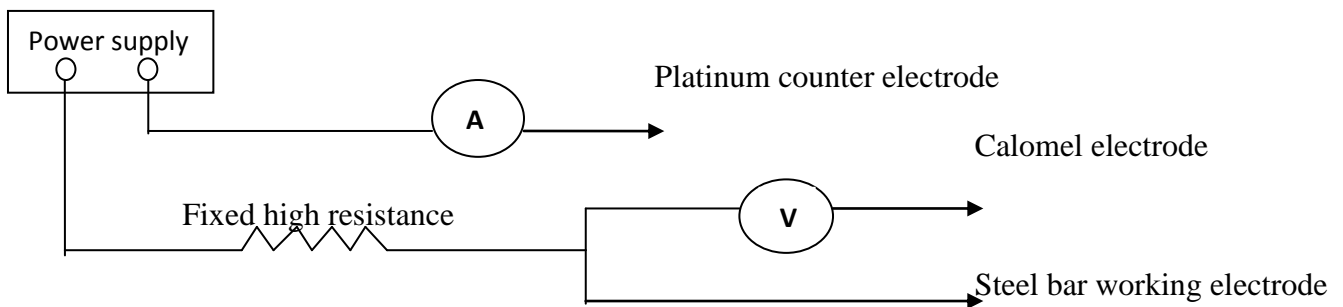 Power supply
Platinum counter electrode
A
Calomel electrode
Fixed high resistance
V
Steel bar working electrode